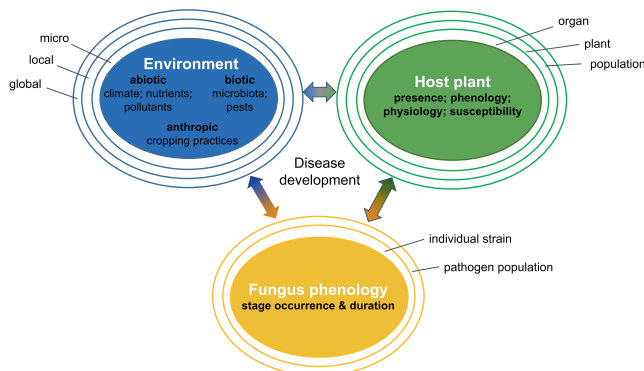 micro
local
global
Environment
abiotic
climate; nutrients;
pollutants
biotic
microbiota;
pests
anthropic
cropping practices
organ
plant
population
Host plant
presence; phenology;
physiology; susceptibility
Disease
development
individual strain
pathogen population
Fungus phenology
stage occurrence & duration